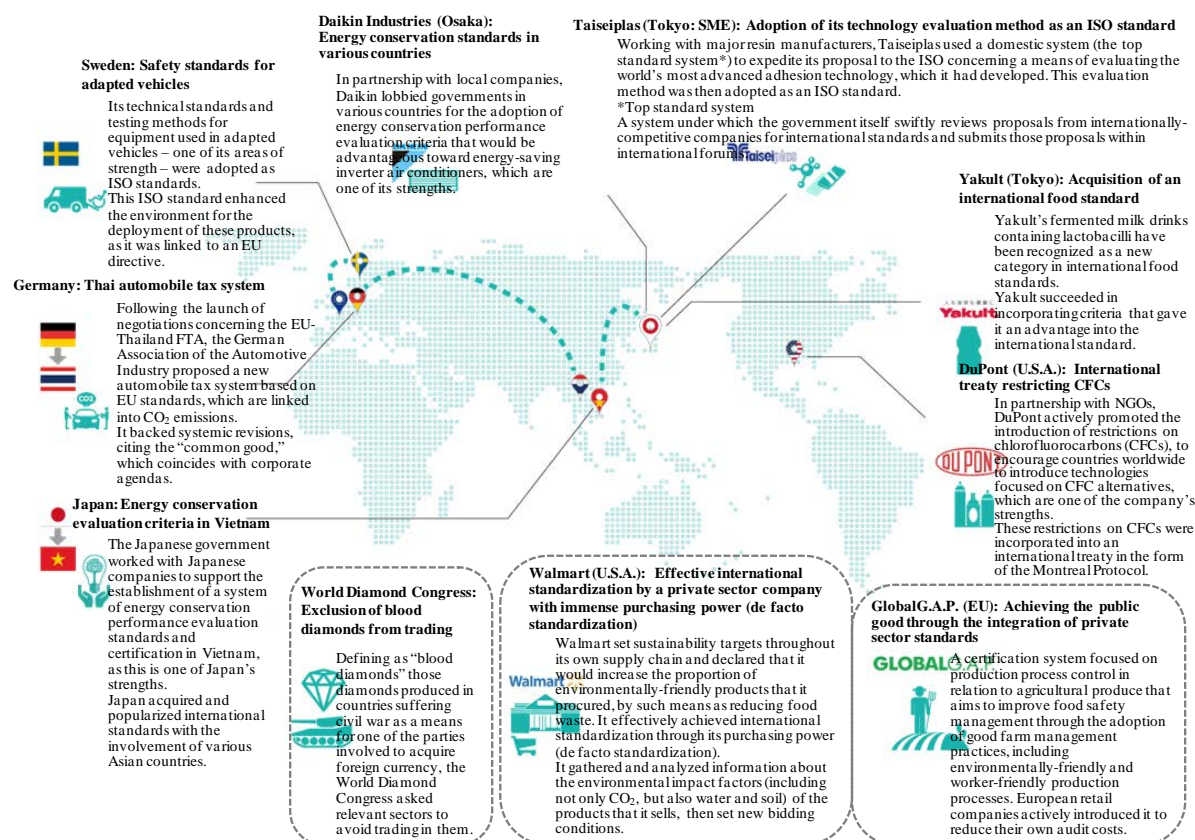 Daikin Industries (Osaka):
Energy conservation standards in
various countries
In partnership with local companies,
Daikin lobbied governments in
various countries for the adoption of
energy conservation performance
evaluation criteria that would be
advantageous toward energy-saving
inverter air conditioners, which are
one of its strengths.
Taiseiplas (Tokyo: SME): Adoption of its technology evaluation method as an ISO standard
Working with major resin manufacturers, Taiseiplas used a domestic system (the top
standard system*) to expedite its proposal to the ISO concerning a means of evaluating the
world's most advanced adhesion technology, which it had developed. This evaluation
method was then adopted as an ISO standard.
*Top standard system
A system under which the government itself swiftly reviews proposals from internationally-
competitive companies for international standards and submits those proposals within
international forums.
Taiseiplas
Sweden: Safety standards for
adapted vehicles
Its technical standards and
testing methods for
equipment used in adapted
vehicles – one of its areas of
strength – were adopted as
ISO standards.
This ISO standard enhanced
the environment for the
deployment of these products,
as it was linked to an EU
directive.
Yakult (Tokyo): Acquisition of an
international food standard
Yakult's fermented milk drinks
containing lactobacilli have
been recognized as a new
category in international food
standards.
Yakult succeeded in
incorporating criteria that gave
it an advantage into the
international standard.
Yakult
Germany: Thai automobile tax system
Following the launch of
negotiations concerning the EU-
Thailand FTA, the German
Association of the Automotive
Industry proposed a new
automobile tax system based on
EU standards, which are linked
into CO2 emissions.
It backed systemic revisions,
citing the "common good,"
which coincides with corporate
agendas.
CO2
DuPont (U.S.A.): International
treaty restricting CFCs
In partnership with NGOs,
DuPont actively promoted the
introduction of restrictions on
chlorofluorocarbons (CFCs), to
encourage countries worldwide
to introduce technologies
focused on CFC alternatives,
which are one of the company's
strengths.
These restrictions on CFCs were
incorporated into an
international treaty in the form
of the Montreal Protocol.
DU PONT
Japan: Energy conservation
evaluation criteria in Vietnam
The Japanese government
worked with Japanese
companies to support the
establishment of a system
of energy conservation
performance evaluation
standards and
certification in Vietnam,
as this is one of Japan's
strengths.
Japan acquired and
popularized international
standards with the
involvement of various
Asian countries.
World Diamond Congress:
Exclusion of blood
diamonds from trading
Defining as "blood
diamonds" those
diamonds produced in
countries suffering
civil war as a means
for one of the parties
involved to acquire
foreign currency, the
World Diamond
Congress asked
relevant sectors to
avoid trading in them.
Walmart (U.S.A.): Effective international
standardization by a private sector company
with immense purchasing power (de facto
standardization)
Walmart set sustainability targets throughout
its own supply chain and declared that it
would increase the proportion of
environmentally-friendly products that it
procured, by such means as reducing food
waste. It effectively achieved international
standardization through its purchasing power
(de facto standardization).
It gathered and analyzed information about
the environmental impact factors (including
not only CO2, but also water and soil) of the
products that it sells, then set new bidding
conditions.
Walmart
GlobalG.A.P. (EU): Achieving the public
good through the integration of private
sector standards
GLOBALG.A.P.
A certification system focused on
production process control in
relation to agricultural produce that
aims to improve food safety
management through the adoption
of good farm management
practices, including
environmentally-friendly and
worker-friendly production
processes. European retail
companies actively introduced it to
reduce their own audit costs.